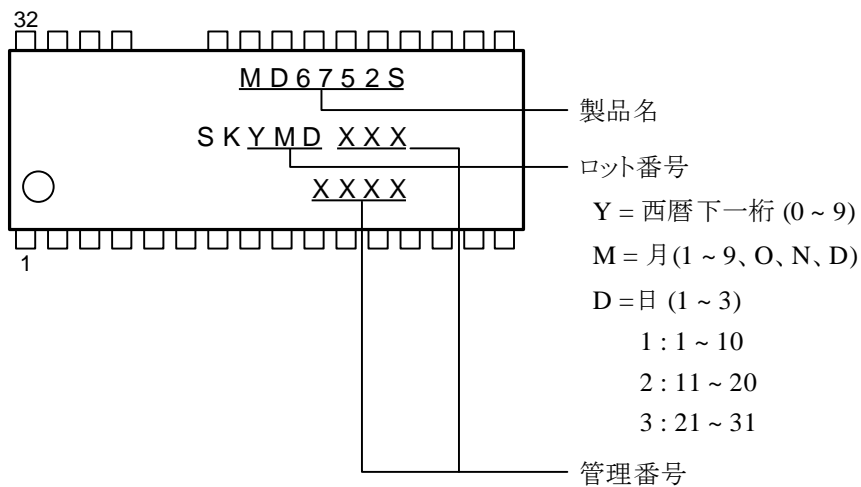 32
MD6752S
製品名
SKYMD XXX
ロット番号
XXXX
Y = 西暦下一桁 (0 ~ 9)
1
M = 月(1 ~ 9、O、N、D)
D =日 (1 ~ 3)
1 : 1 ~ 10
2 : 11 ~ 20
3 : 21 ~ 31
管理番号